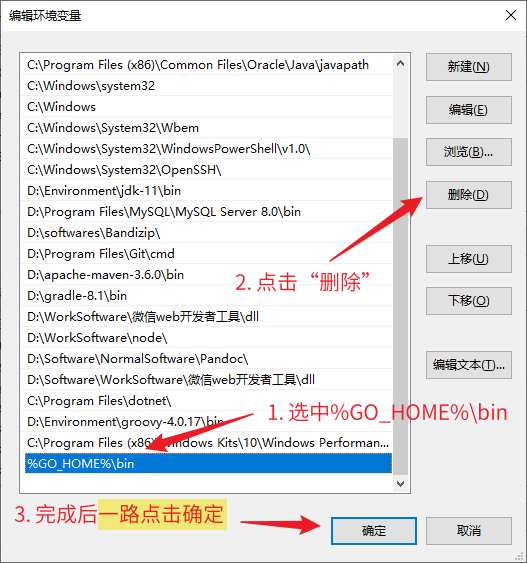 编辑环境变量
C:\Program Files (x86)\Common Files\Oracle\Java\javapath
C:\Windows\system32
C:\Windows
C:\Windows\System32\Wbem
C:\Windows\System32\WindowsPowerShell\v1.0\
C:\Windows\System32\OpenSSH\
D:\Environment\jdk-11\bin
D:\Program Files\MySQL\MySQL Server 8.0\bin
D:\softwares\Bandizip\
D:\Program Files\Git\cmd
D:\apache-maven-3.6.0\bin
D:\gradle-8.1\bin
D:\WorkSoftware\微信web开发者工具\dll
D:\WorkSoftware\node\
D:\Software\NormalSoftware\Pandoc\
D:\Software\WorkSoftware\微信web开发者工具\dll
C:\Program Files\dotnet\
D:\Environment\groovy-4.0.17\bin
C:\Program Files (x86)\Windows Kits\10\Windows Performan...
%GO_HOME%\bin
新建(N)
编辑(E)
浏览(B)...
删除(D)
上移(U)
下移(O)
编辑文本(T)...
2. 点击“删除”
1. 选中%GO_HOME%\bin
3. 完成后一路点击确定
确定
取消